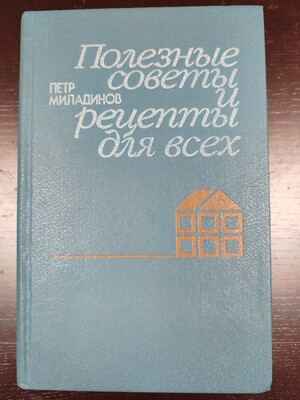 Полезные
советы
ПЕТР
МИЛАДИНОВ
и
рецепты
для всех